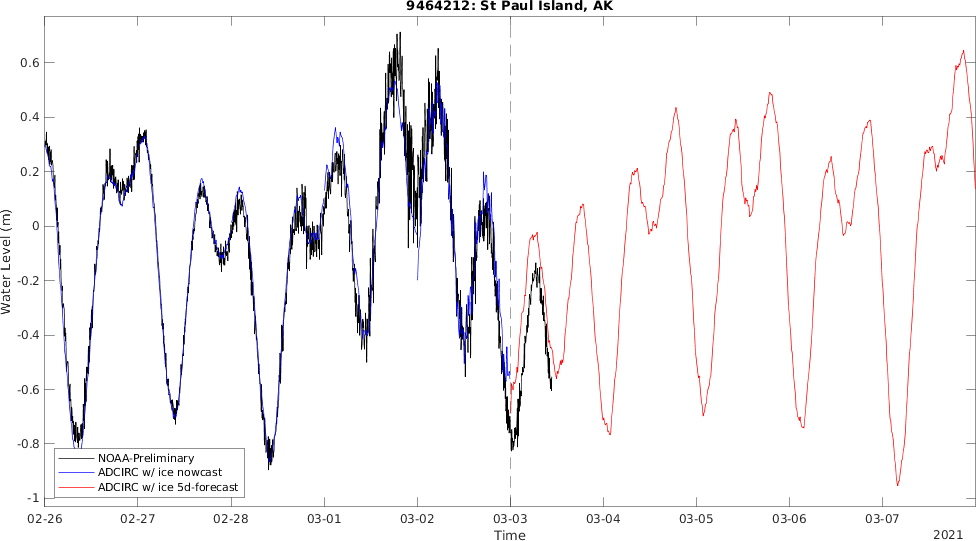 9464212: St Paul Island, AK
Water Level (m)
0.6
0.4
0.2
0
-0.2
-0.4
-0.6
-0.8
-1
NOAA-Preliminary
ADCIRC w/ ice nowcast
ADCIRC w/ ice 5d-forecast
02-26 02-27 02-28 03-01 03-02 03-03 03-04 03-05 03-06 03-07
Time
2021